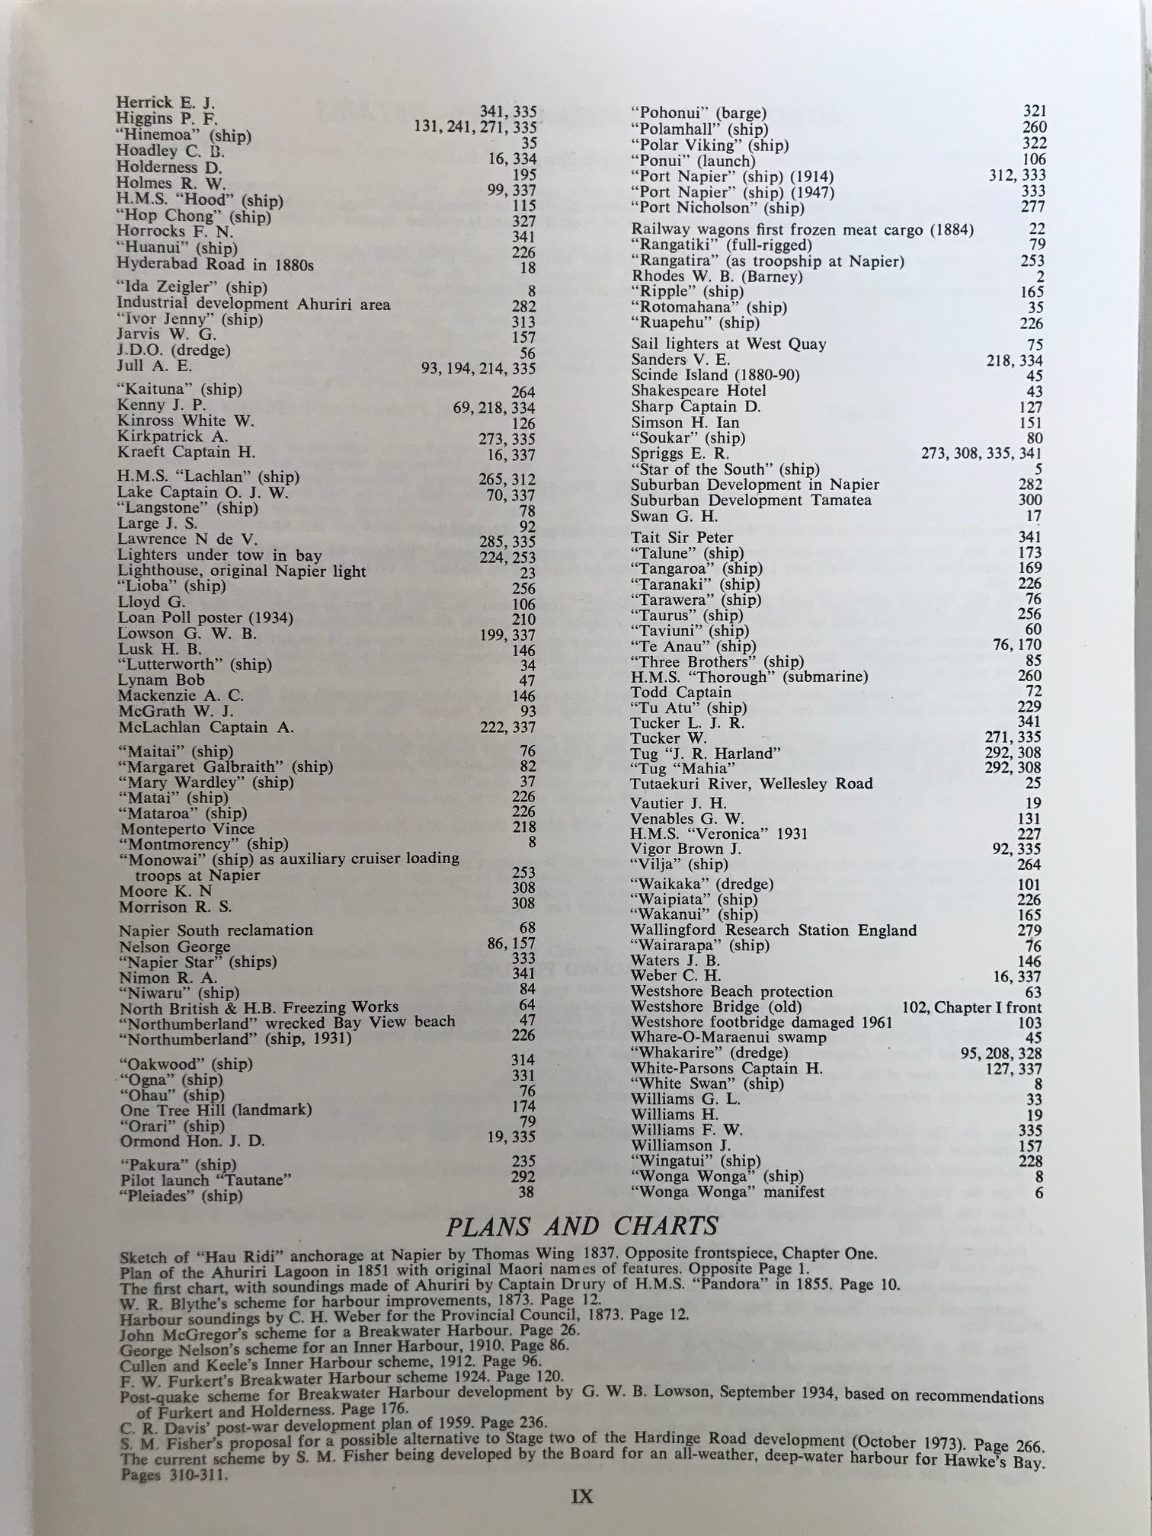 Herrick E. J. 341, 335
Higgins P. F. 131, 241, 271, 335
“Hinemoa” (ship) 35
Hoadley C. B. 16, 334
Holderness D. 195
Holmes R. W. 99, 337
H.M.S. “Hood” (ship) 115
“Hop Chong” (ship) 327
Horrocks F. N. 341
“Huanui” (ship) 226
Hyderabad Road in 1880s 18
“Ida Zeigler” (ship) 8
Industrial development Ahuriri area 282
“Ivor Jenny” (ship) 313
Jarvis W. G. 157
J.D.O. (dredge) 56
Jull A. E. 93, 194, 214, 335
“Kaituna” (ship) 264
Kenny J. P. 69, 218, 334
Kinross White W. 126
Kirkpatrick A. 273, 335
Kraeft Captain H. 16, 337
H.M.S. “Lachlan” (ship) 265, 312
Lake Captain O. J. W. 70, 337
“Langstone” (ship) 78
Large J. S. 92
Lawrence N de V. 285, 335
Lighters under tow in bay 224, 253
Lighthouse, original Napier light 23
“Lioba” (ship) 256
Lloyd G. 106
Loan Poll poster (1934) 210
Lowson G. W. B. 199, 337
Lusk H. B. 146
“Lutterworth” (ship) 34
Lynam Bob 47
Mackenzie A. C. 146
McGrath W. J. 93
McLachlan Captain A. 222, 337
“Maitai” (ship) 76
“Margaret Galbraith” (ship) 82
“Mary Wardley” (ship) 37
“Matai” (ship) 226
“Mataroa” (ship) 226
Monteperto Vince 218
“Montmorency” (ship) 8
“Monowai” (ship) as auxiliary cruiser loading
troops at Napier 253
Moore K. N 308
Morrison R. S. 308
Napier South reclamation 68
Nelson George 86, 157
“Napier Star” (ships) 333
Nimon R. A. 341
“Niwaru” (ship) 84
North British & H.B. Freezing Works 64
“Northumberland” wrecked Bay View beach 47
“Northumberland” (ship, 1931) 226
“Oakwood” (ship) 314
“Ogna” (ship) 331
“Ohau” (ship) 76
One Tree Hill (landmark) 174
“Orari” (ship) 79
Ormond Hon. J. D. 19, 335
“Pakura” (ship) 235
Pilot launch “Tautane” 292
“Pleiades” (ship) 38
“Pohonui” (barge) 321
“Polamhall” (ship) 260
“Polar Viking” (ship) 322
“Ponui” (launch) 106
“Port Napier” (ship) (1914) 312, 333
“Port Napier” (ship) (1947) 333
“Port Nicholson” (ship) 277
Railway wagons first frozen meat cargo (1884) 22
“Rangatiki” (full-rigged) 79
“Rangatira” (as troopship at Napier) 253
Rhodes W. B. (Barney) 2
“Ripple” (ship) 165
“Rotomahana” (ship) 35
“Ruapehu” (ship) 226
Sail lighters at West Quay 75
Sanders V. E. 218, 334
Scinde Island (1880-90) 45
Shakespeare Hotel 43
Sharp Captain D. 127
Simson H. Ian 151
“Soukar” (ship) 80
Spriggs E. R. 273, 308, 335, 341
“Star of the South” (ship) 5
Suburban Development in Napier 282
Suburban Development Tamatea 300
Swan G. H. 17
Tait Sir Peter 341
“Talune” (ship) 173
“Tangaroa” (ship) 169
“Taranaki” (ship) 226
“Tarawera” (ship) 76
“Taurus” (ship) 256
“Taviuni” (ship) 60
“Te Anau” (ship) 76, 170
“Three Brothers” (ship) 85
H.M.S. “Thorough” (submarine) 260
Todd Captain 72
“Tu Atu” (ship) 229
Tucker L. J. R. 341
Tucker W. 271, 335
Tug “J. R. Harland” 292, 308
“Tug “Mahia” 292, 308
Tutaekuri River, Wellesley Road 25
Vautier J. H. 19
Venables G. W. 131
H.M.S. “Veronica” 1931 227
Vigor Brown J. 92, 335
“Vilja” (ship) 264
“Waikaka” (dredge) 101
“Waipiata” (ship) 226
“Wakanui” (ship) 165
Wallingford Research Station England 279
“Wairarapa” (ship) 76
Waters J. B. 146
Weber C. H. 16, 337
Westshore Beach protection 63
Westshore Bridge (old) 102, Chapter I front
Westshore footbridge damaged 1961 103
Whare-O-Maraenui swamp 45
“Whakarire” (dredge) 95, 208, 328
White-Parsons Captain H. 127, 337
“White Swan” (ship) 8
Williams G. L. 33
Williams H. 19
Williams F. W. 335
Williamson J. 157
“Wingatui” (ship) 228
“Wonga Wonga” (ship) 8
“Wonga Wonga” manifest 6
PLANS AND CHARTS
Sketch of “Hau Ridi” anchorage at Napier by Thomas Wing 1837. Opposite frontspiece, Chapter One.
Plan of the Ahuriri Lagoon in 1851 with original Maori names of features. Opposite Page 1.
The first chart, with soundings made of Ahuriri by Captain Drury of H.M.S. “Pandora” in 1855. Page 10.
W. R. Blythe's scheme for harbour improvements, 1873. Page 12.
Harbour soundings by C. H. Weber for the Provincial Council, 1873. Page 12.
John McGregor's scheme for a Breakwater Harbour. Page 26.
George Nelson's scheme for an Inner Harbour, 1910. Page 86.
Cullen and Keele's Inner Harbour scheme, 1912. Page 96.
F. W. Furkert's Breakwater Harbour scheme 1924. Page 120.
Post-quake scheme for Breakwater Harbour development by G. W. B. Lowson, September 1934, based on recommendations
of Furkert and Holderness. Page 176.
C. R. Davis' post-war development plan of 1959. Page 236.
S. M. Fisher's proposal for a possible alternative to Stage two of the Hardinge Road development (October 1973). Page 266.
The current scheme by S. M. Fisher being developed by the Board for an all-weather, deep-water harbour for Hawke's Bay.
Pages 310-311.
IX